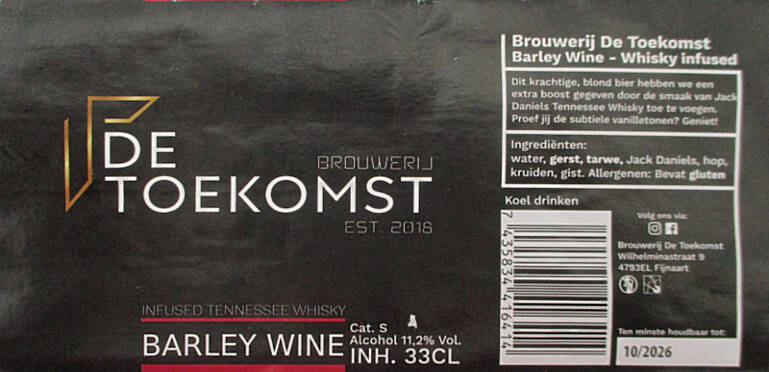 DE
BROUWERIJ
TOEKOMST
EST. 2018
INFUSED TENNESSEE WHISKY
BARLEY WINE
Cat. S A
Alcohol 11,2% Vol.
INH. 33CL
Brouwerij De Toekomst
Barley Wine - Whisky infused
Dit krachtige, blond bier hebben we een
extra boost gegeven door de smaak van Jack
Daniels Tennessee Whisky toe te voegen.
Proef jij de subtiele vanilletonen? Geniet!
Ingrediënten:
water, gerst, tarwe, Jack Daniels, hop,
kruiden, gist. Allergenen: Bevat gluten
Koel drinken
7 435834 416414
Volg ons via:
Brouwerij De Toekomst
Wilhelminastraat 9
4793EL Fijnaart
Ten minste houdbaar tot:
10/2026